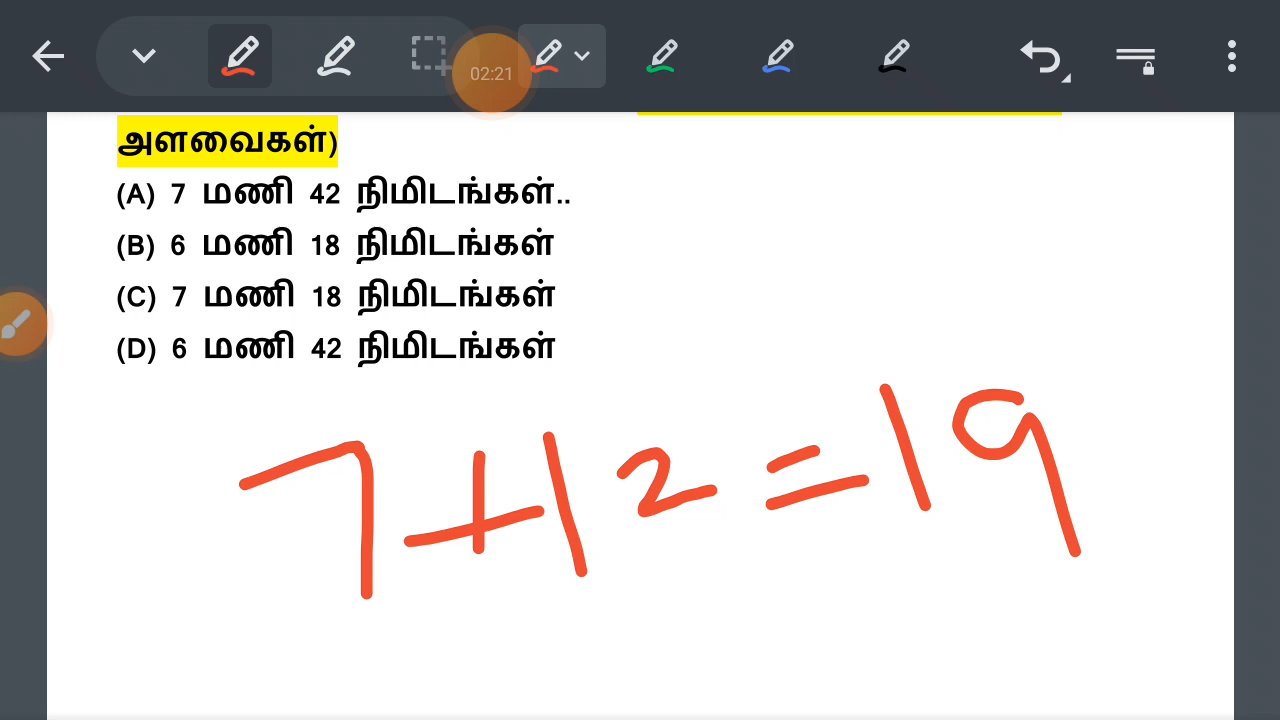 02:21
அளவைகள்)
(A) 7 மணி 42 நிமிடங்கள்..
(B) 6 மணி 18 நிமிடங்கள்
(C) 7 மணி 18 நிமிடங்கள்
(D) 6 மணி 42 நிமிடங்கள்
7+12=19